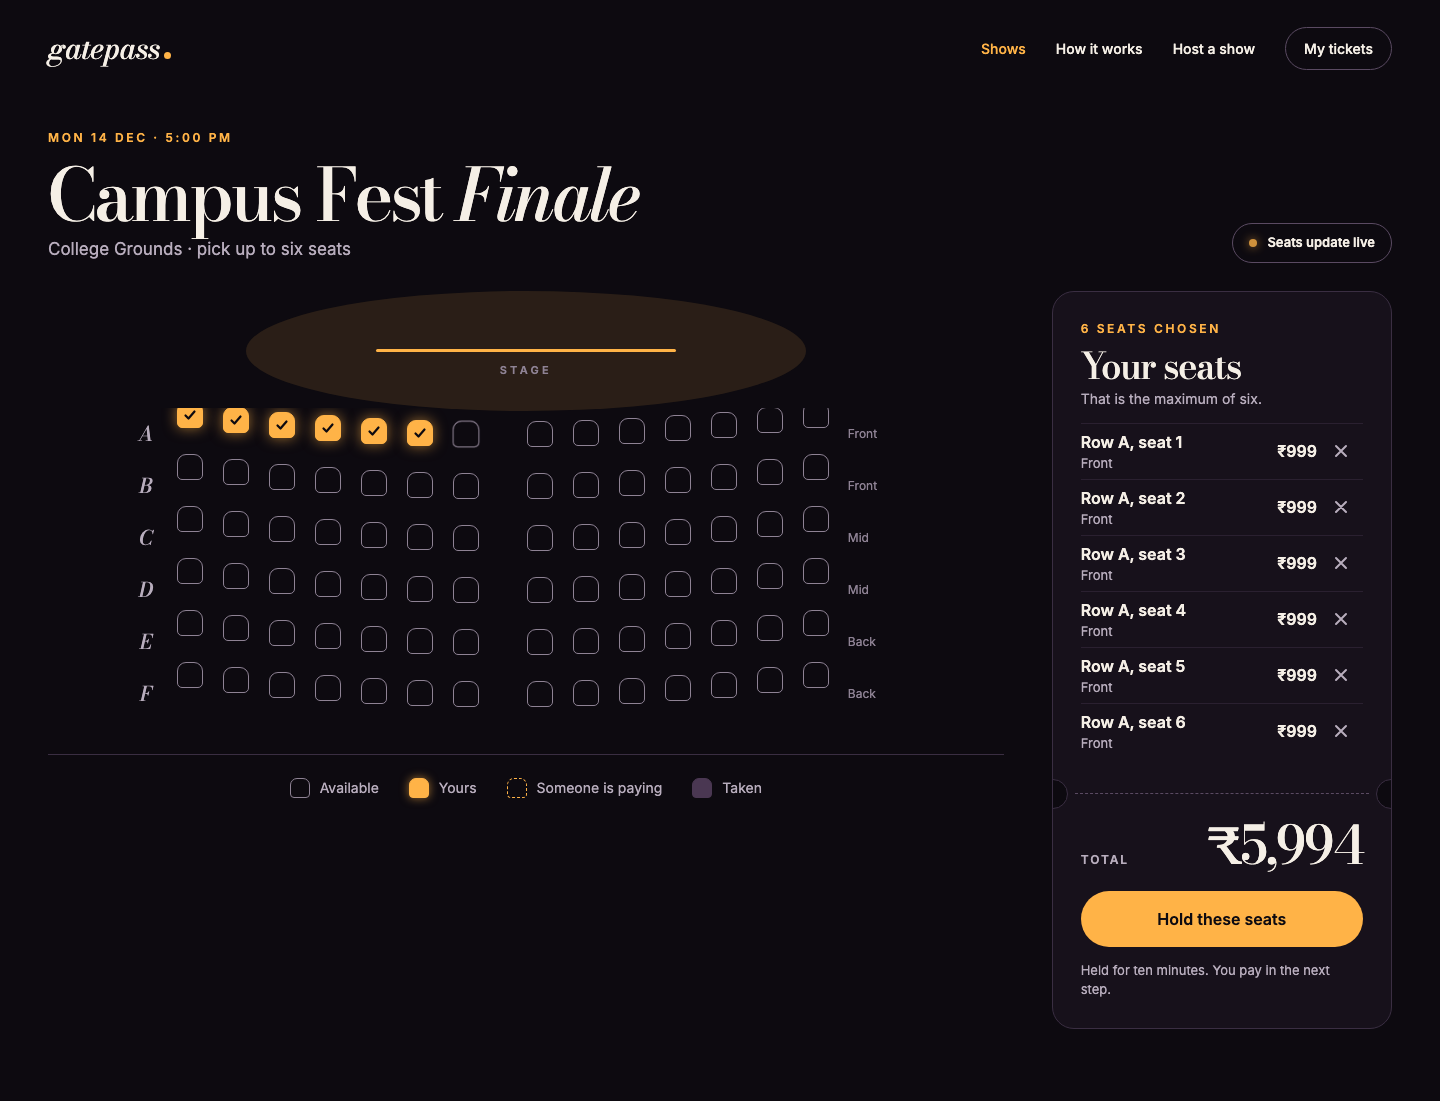 gatepass.
Shows
How it works
Host a show
My tickets
MON 14 DEC · 5:00 PM
Campus Fest Finale
College Grounds · pick up to six seats
Seats update live
STAGE
A
Front
B
Front
C
Mid
D
Mid
E
Back
F
Back
Available
Yours
Someone is paying
Taken
6 SEATS CHOSEN
Your seats
That is the maximum of six.
Row A, seat 1
Front
₹999
Row A, seat 2
Front
₹999
Row A, seat 3
Front
₹999
Row A, seat 4
Front
₹999
Row A, seat 5
Front
₹999
Row A, seat 6
Front
₹999
TOTAL
₹5,994
Hold these seats
Held for ten minutes. You pay in the next
step.